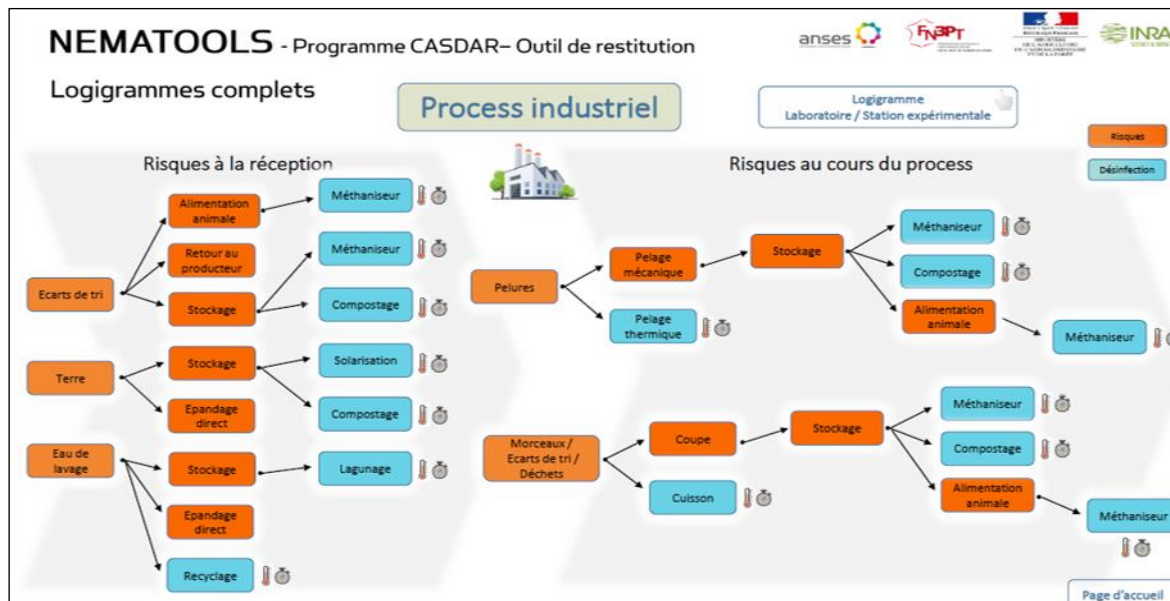 NEMATOOLS - Programme CASDAR– Outil de restitution
anses
FN3PT
INRA
Logigrammes complets
Process industriel
Logigramme
Laboratoire / Station expérimentale
Risques
Désinfection
Risques à la réception
Risques au cours du process
Ecarts de tri
Alimentation
animale
Méthaniseur
Retour au
producteur
Stockage
Méthaniseur
Compostage
Terre
Stockage
Solarisation
Compostage
Epandage
direct
Eau de
lavage
Stockage
Lagunage
Epandage
direct
Recyclage
Pelures
Pelage
mécanique
Stockage
Méthaniseur
Compostage
Alimentation
animale
Méthaniseur
Pelage
thermique
Morceaux /
Ecarts de tri /
Déchets
Coupe
Stockage
Méthaniseur
Compostage
Alimentation
animale
Méthaniseur
Cuisson
Page d'accueil